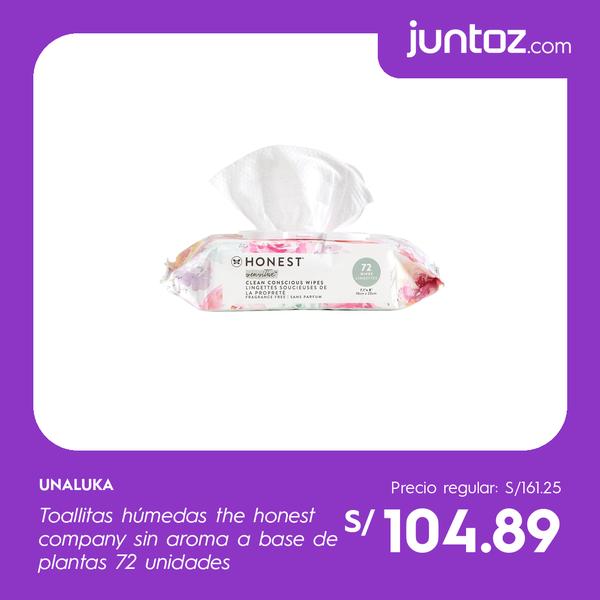 juntoz.com
HONEST
sensitive
72
WIPES
LINGETTES
CLEAN CONSCIOUS WIPES
LINGETTES SOUCIEUSES DE
LA PROPRETÉ
FRAGRANCE FREE | SANS PARFUM
UNALUKA
Precio regular: S/161.25
Toallitas húmedas the honest
company sin aroma a base de
plantas 72 unidades
S/ 104.89